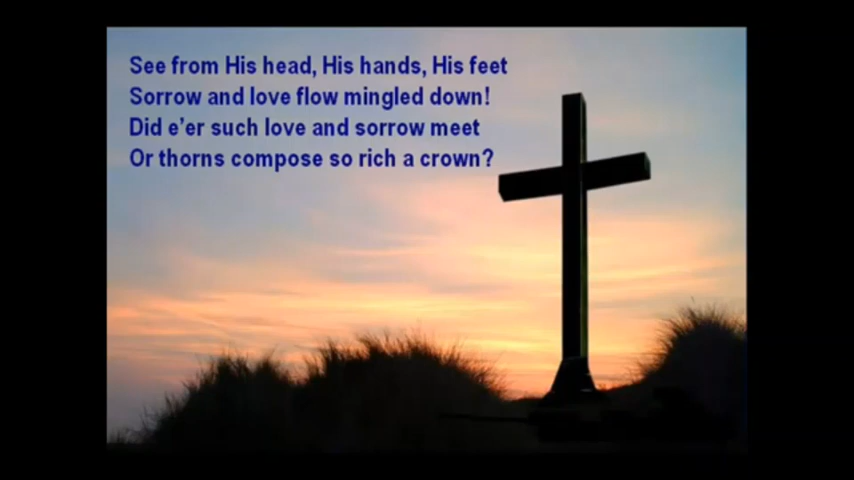 See from His head, His hands, His feet
Sorrow and love flow mingled down!
Did e'er such love and sorrow meet
Or thorns compose so rich a crown?